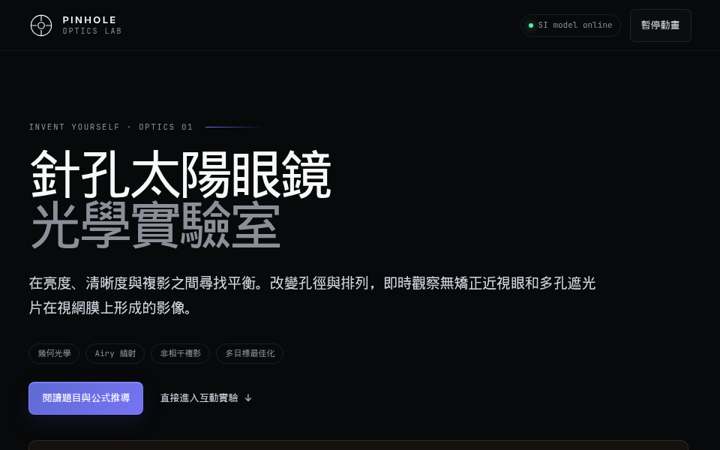 PINHOLE
OPTICS LAB
SI model online
暫停動畫
INVENT YOURSELF · OPTICS 01
針孔太陽眼鏡
光學實驗室
在亮度、清晰度與複影之間尋找平衡。改變孔徑與排列，即時觀察無矯正近視眼和多孔遮光
片在視網膜上形成的影像。
幾何光學
Airy 繞射
非相干複影
多目標最佳化
閱讀題目與公式推導
直接進入互動實驗 ↓